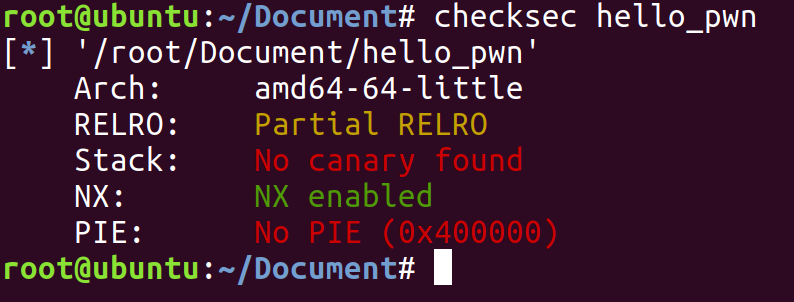 root@ubuntu:~/Document# checksec hello_pwn
[*] '/root/Document/hello_pwn'
    Arch:     amd64-64-little
    RELRO:    Partial RELRO
    Stack:    No canary found
    NX:       NX enabled
    PIE:      No PIE (0x400000)
root@ubuntu:~/Document#